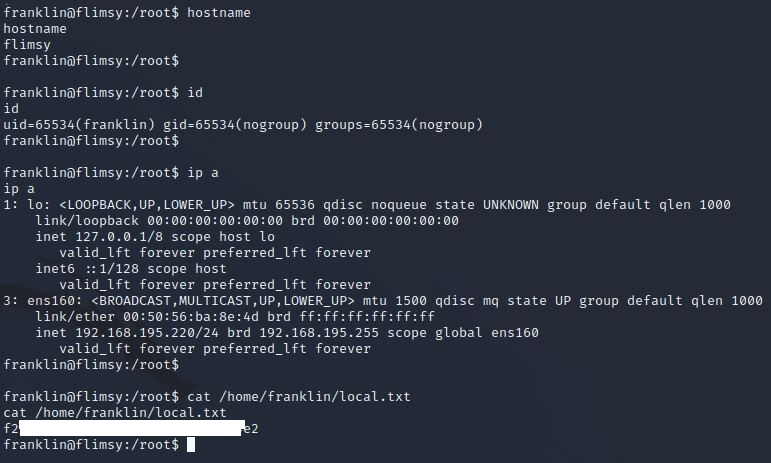 franklin@flimsy:/root$ hostname
hostname
flimsy
franklin@flimsy:/root$
franklin@flimsy:/root$ id
id
uid=65534(franklin) gid=65534(nogroup) groups=65534(nogroup)
franklin@flimsy:/root$
franklin@flimsy:/root$ ip a
ip a
1: lo: <LOOPBACK,UP,LOWER_UP> mtu 65536 qdisc noqueue state UNKNOWN group default qlen 1000
    link/loopback 00:00:00:00:00:00 brd 00:00:00:00:00:00
    inet 127.0.0.1/8 scope host lo
       valid_lft forever preferred_lft forever
    inet6 ::1/128 scope host
       valid_lft forever preferred_lft forever
3: ens160: <BROADCAST,MULTICAST,UP,LOWER_UP> mtu 1500 qdisc mq state UP group default qlen 1000
    link/ether 00:50:56:ba:8e:4d brd ff:ff:ff:ff:ff:ff
    inet 192.168.195.220/24 brd 192.168.195.255 scope global ens160
       valid_lft forever preferred_lft forever
franklin@flimsy:/root$
franklin@flimsy:/root$ cat /home/franklin/local.txt
cat /home/franklin/local.txt
f2 e2
franklin@flimsy:/root$